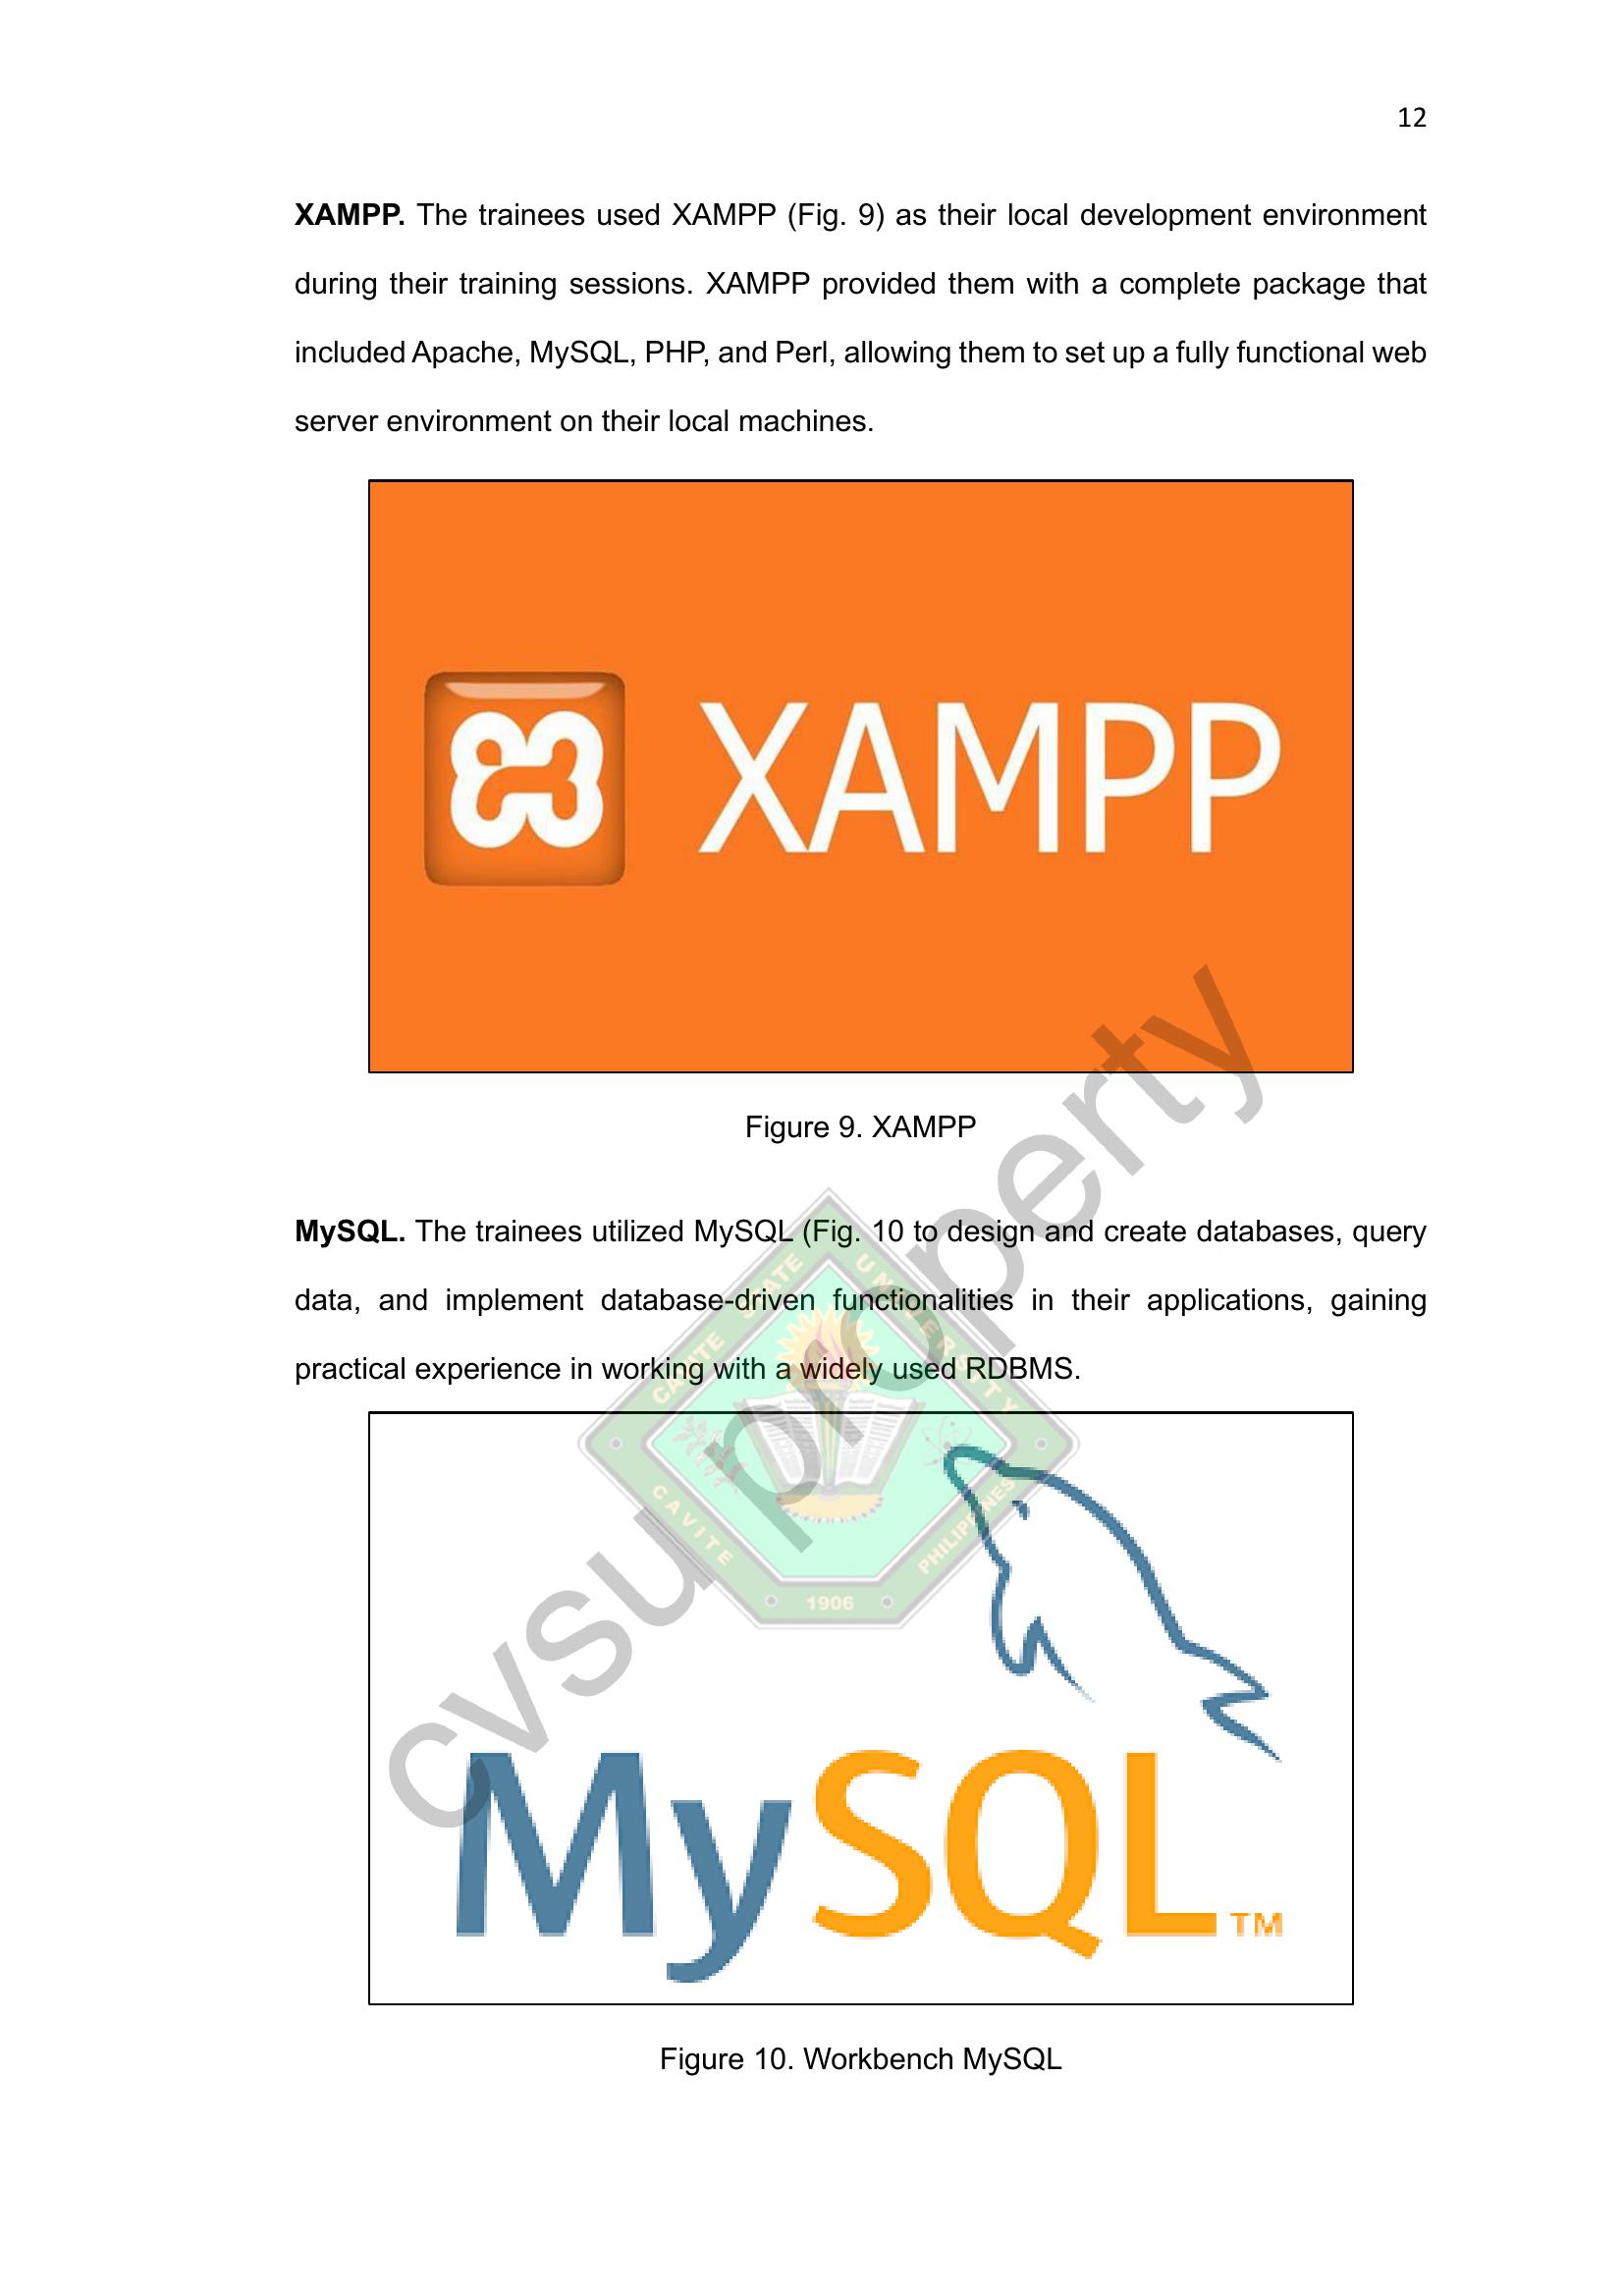 12
XAMPP. The trainees used XAMPP (Fig. 9) as their local development environment
during their training sessions. XAMPP provided them with a complete package that
included Apache, MySQL, PHP, and Perl, allowing them to set up a fully functional web
server environment on their local machines.
XAMPP
Figure 9. XAMPP
MySQL. The trainees utilized MySQL (Fig. 10 to design and create databases, query
data, and implement database-driven functionalities in their applications, gaining
practical experience in working with a widely used RDBMS.
CAVITE STATE UNIVERSITY
CAVITE
PHILIPPINES
1906
cvsu property
MySQL TM
Figure 10. Workbench MySQL